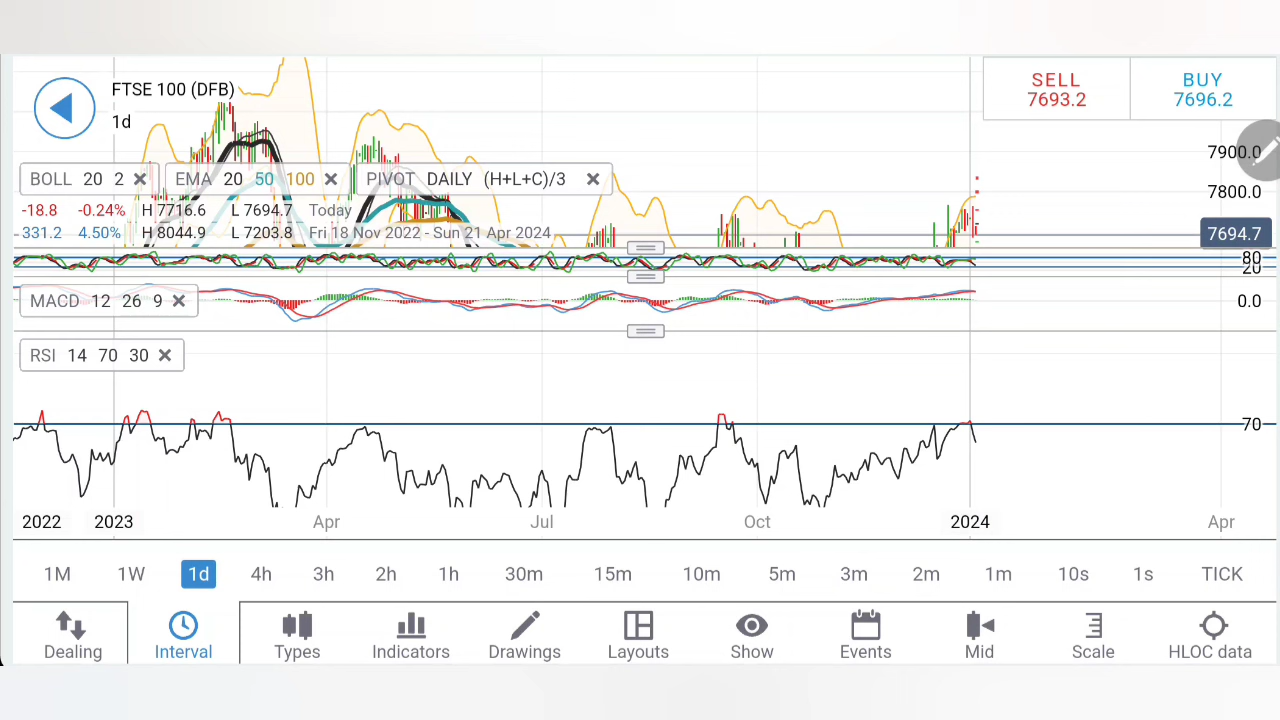 FTSE 100 (DFB)
1d
SELL
7693.2
BUY
7696.2
7900.0
BOLL 20 2 EMA 20 50 100 PIVOT DAILY (H+L+C)/3
7800.0
-18.8 -0.24% H 7716.6 L 7694.7 Today
331.2 4.50% H 8044.9 L 7203.8 Fri 18 Nov 2022 - Sun 21 Apr 2024
7694.7
80
20
MACD 12 26 9
0.0
RSI 14 70 30
70
2022 2023 Apr Jul Oct 2024 Apr
1M 1W 1d 4h 3h 2h 1h 30m 15m 10m 5m 3m 2m 1m 10s 1s TICK
Dealing Interval Types Indicators Drawings Layouts Show Events Mid Scale HLOC data